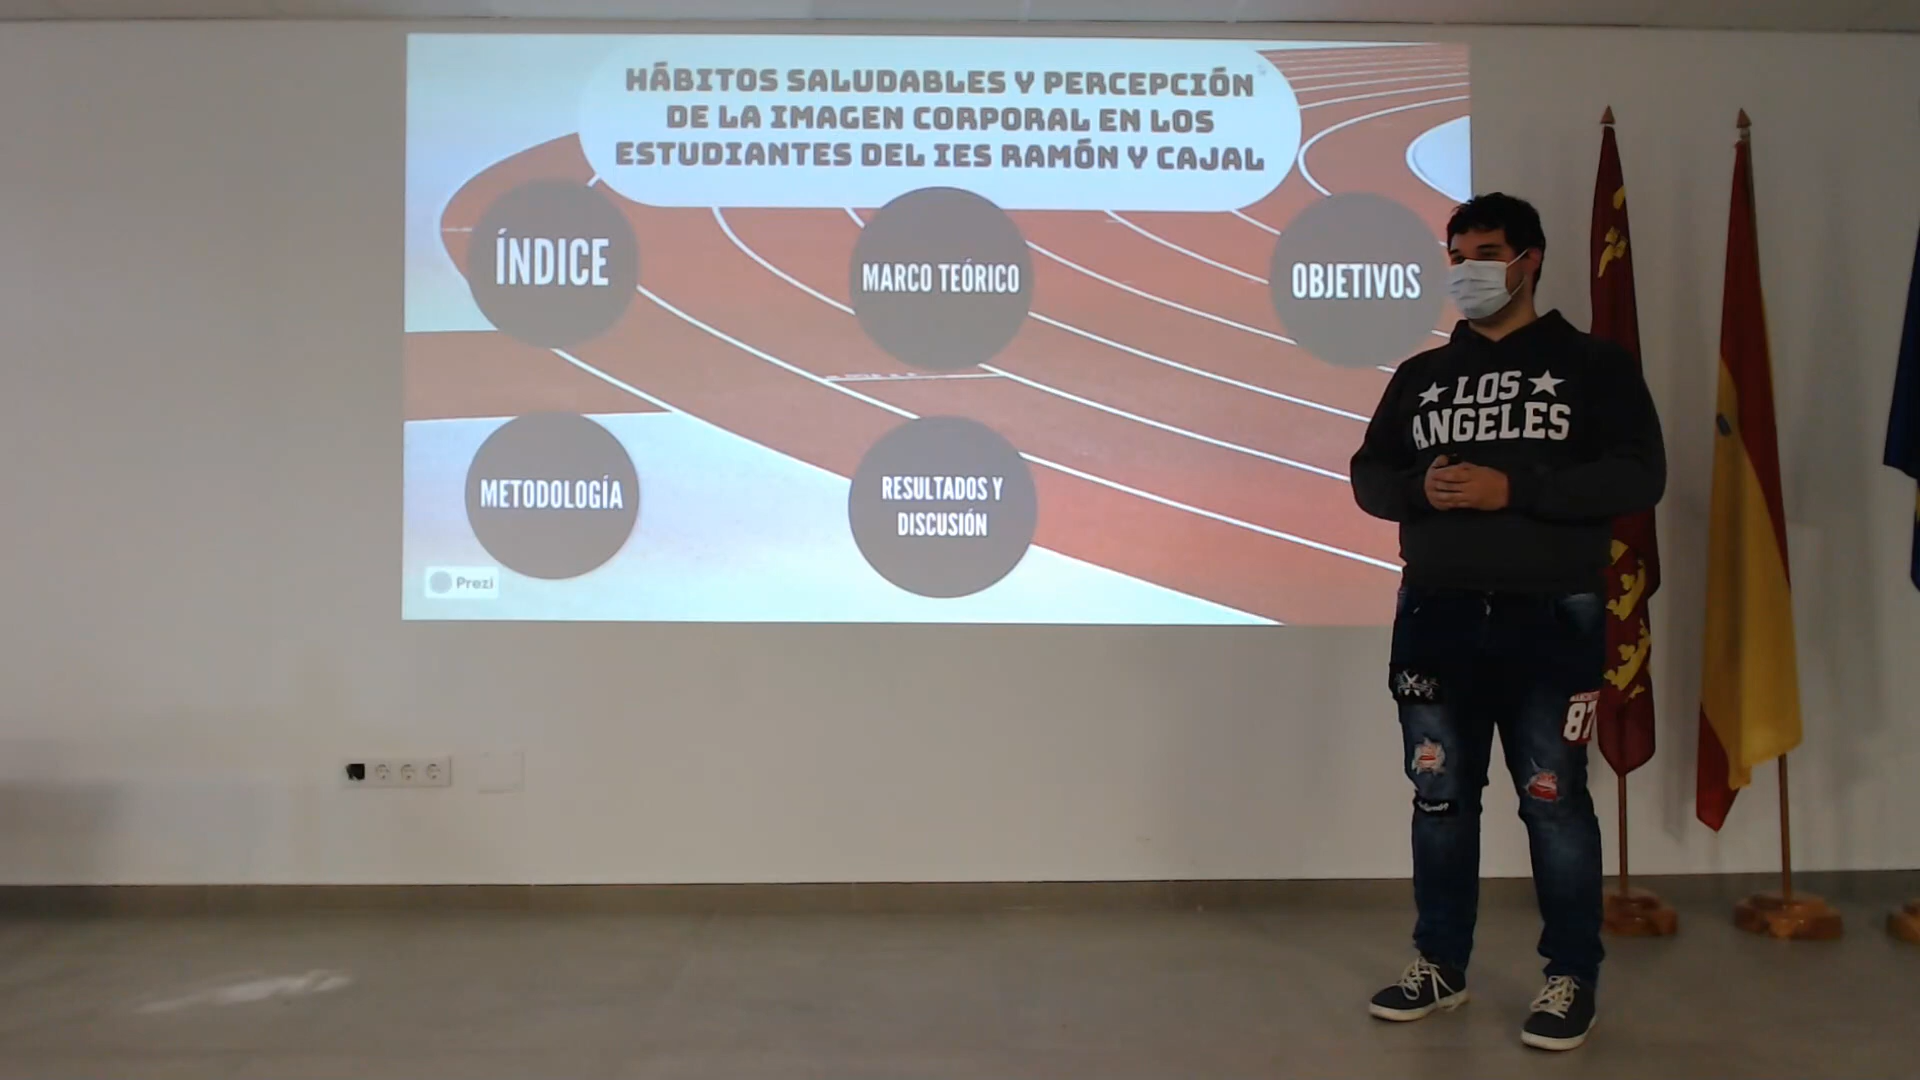 HÁBITOS SALUDABLES Y PERCEPCIÓN
DE LA IMAGEN CORPORAL EN LOS
ESTUDIANTES DEL IES RAMÓN Y CAJAL
ÍNDICE
MARCO TEÓRICO
OBJETIVOS
METODOLOGÍA
RESULTADOS Y
DISCUSIÓN
Prezi
LOS
ANGELES
87